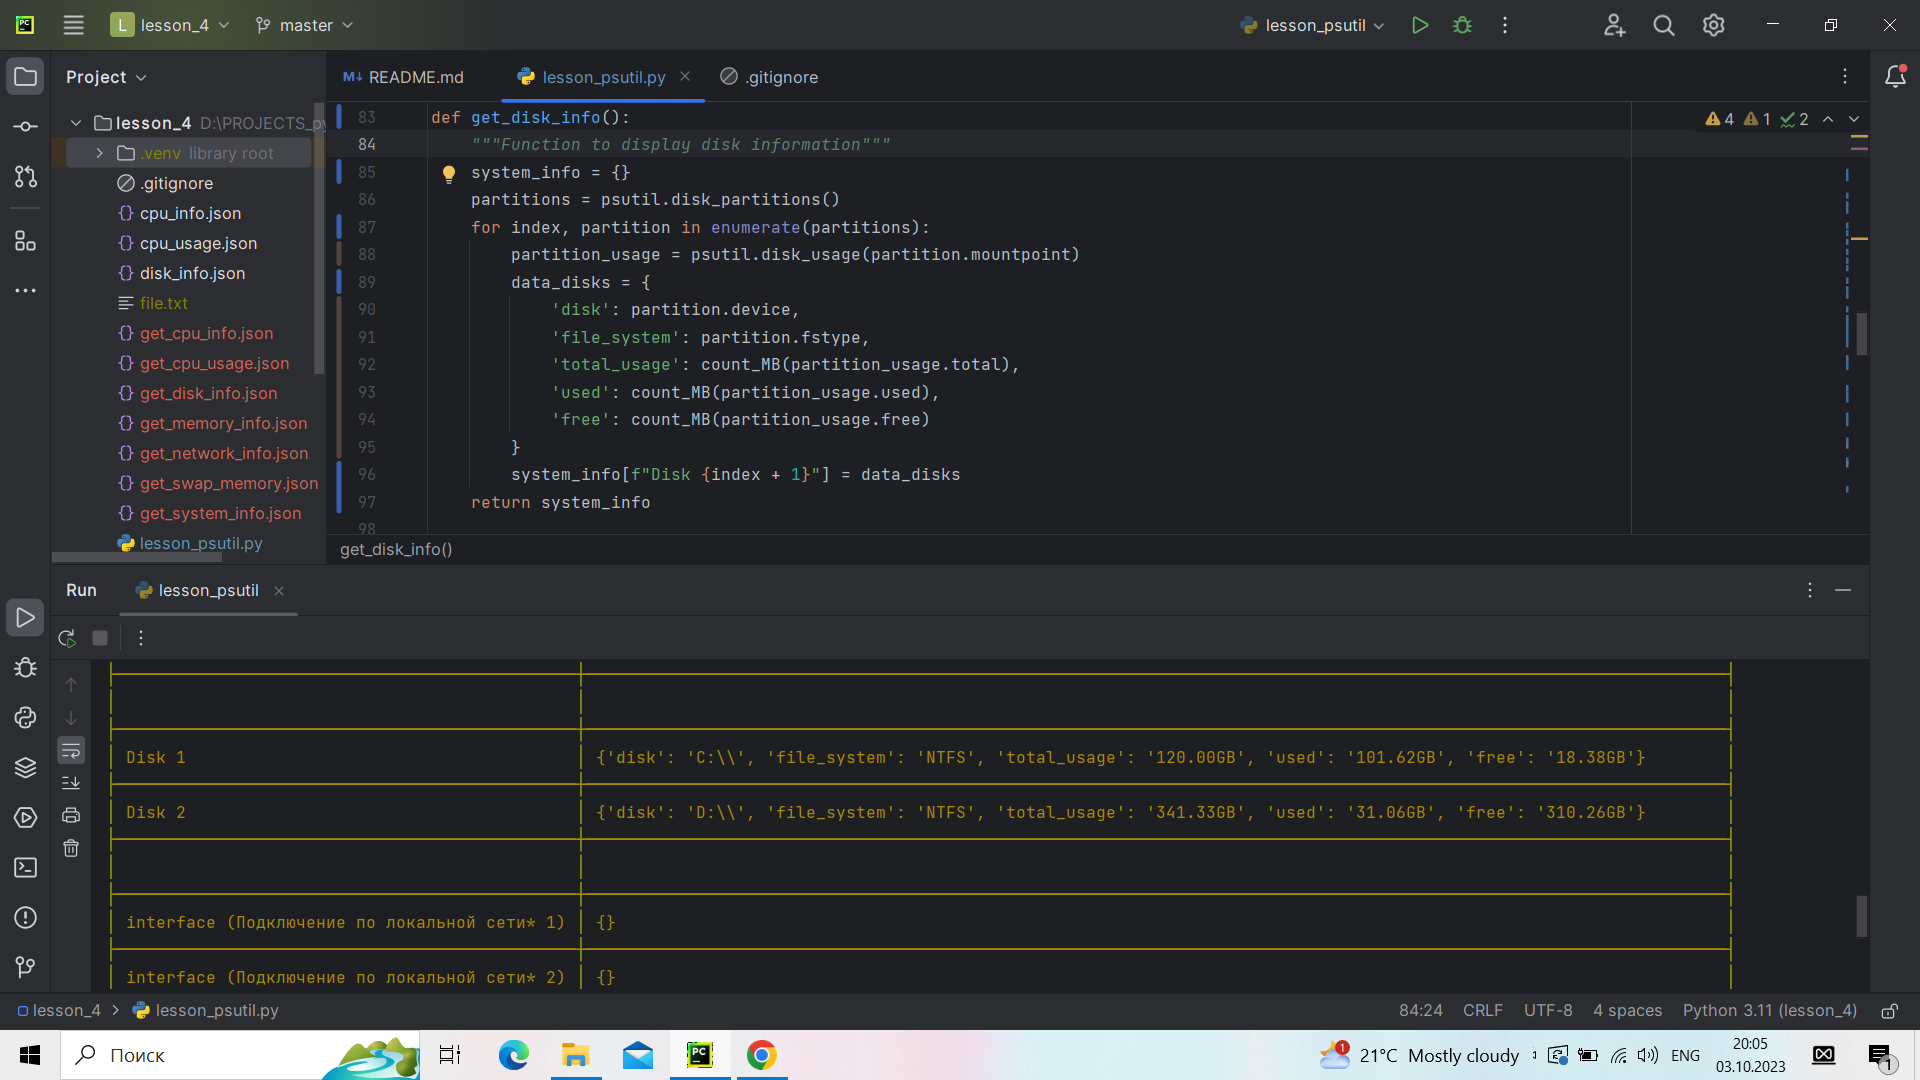 L lesson_4
master
lesson_psutil
Project
README.md
lesson_psutil.py
.gitignore
lesson_4 D:\PROJECTS_py
.venv library root
.gitignore
cpu_info.json
cpu_usage.json
disk_info.json
file.txt
get_cpu_info.json
get_cpu_usage.json
get_disk_info.json
get_memory_info.json
get_network_info.json
get_swap_memory.json
get_system_info.json
lesson_psutil.py
4 1 2
83 def get_disk_info():
84 """Function to display disk information"""
85 system_info = {}
86 partitions = psutil.disk_partitions()
87 for index, partition in enumerate(partitions):
88 partition_usage = psutil.disk_usage(partition.mountpoint)
89 data_disks = {
90 'disk': partition.device,
91 'file_system': partition.fstype,
92 'total_usage': count_MB(partition_usage.total),
93 'used': count_MB(partition_usage.used),
94 'free': count_MB(partition_usage.free)
95 }
96 system_info[f"Disk {index + 1}"] = data_disks
97 return system_info
98
get_disk_info()
Run
lesson_psutil
Disk 1 {'disk': 'C:\\', 'file_system': 'NTFS', 'total_usage': '120.00GB', 'used': '101.62GB', 'free': '18.38GB'}
Disk 2 {'disk': 'D:\\', 'file_system': 'NTFS', 'total_usage': '341.33GB', 'used': '31.06GB', 'free': '310.26GB'}
interface (Подключение по локальной сети* 1) {}
interface (Подключение по локальной сети* 2) {}
lesson_4 > lesson_psutil.py
84:24 CRLF UTF-8 4 spaces Python 3.11 (lesson_4)
Поиск
1
21°C Mostly cloudy
ENG
20:05
03.10.2023
1